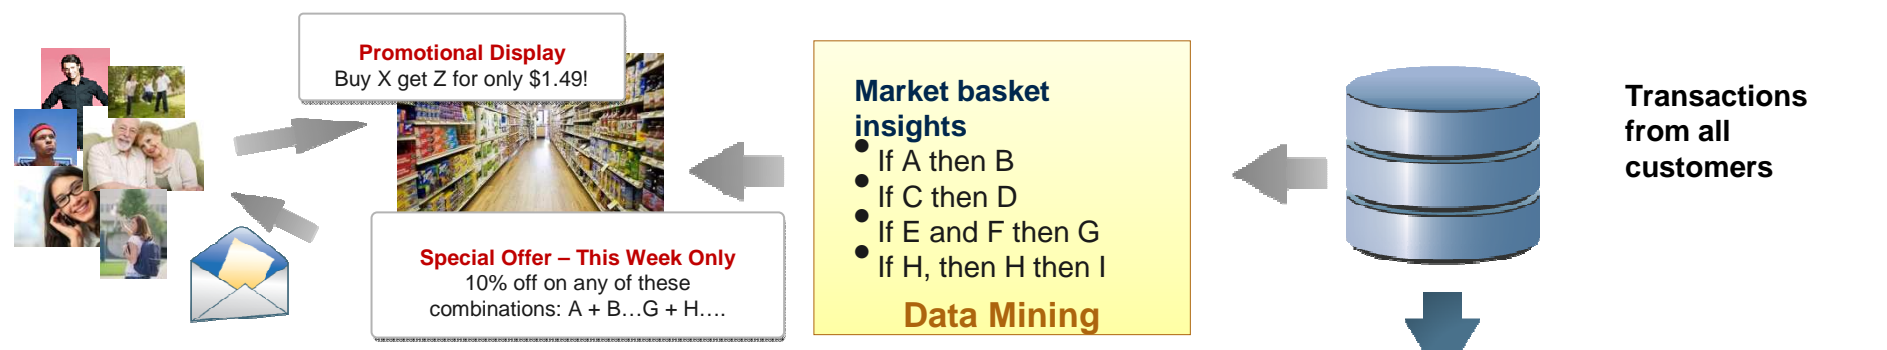 Promotional Display
Buy X get Z for only $1.49!
Special Offer – This Week Only
10% off on any of these
combinations: A + B…G + H….
Market basket
insights
• If A then B
• If C then D
• If E and F then G
• If H, then H then I
Data Mining
Transactions
from all
customers